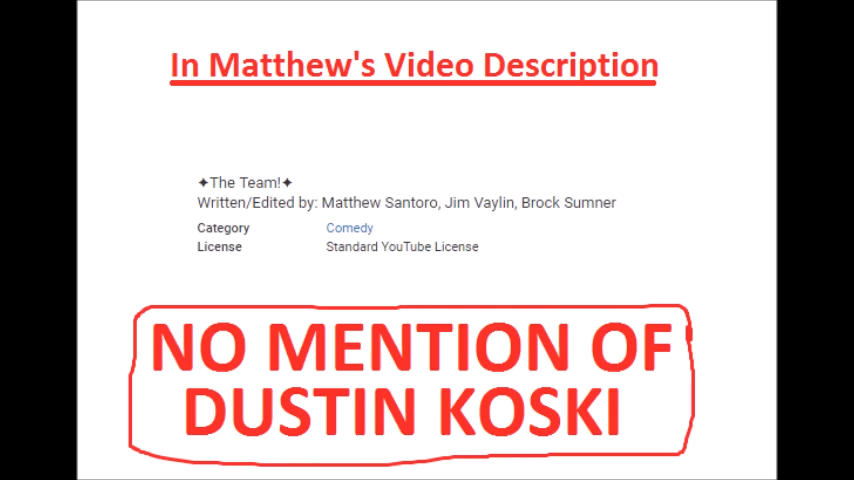 In Matthew's Video Description
✦The Team!✦
Written/Edited by: Matthew Santoro, Jim Vaylin, Brock Sumner
Category Comedy
License Standard YouTube License
NO MENTION OF
DUSTIN KOSKI